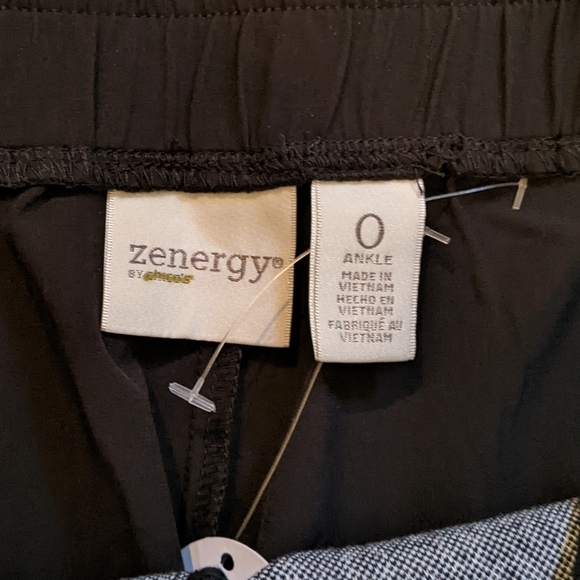 zenergy®
BY chico's
0
ANKLE
MADE IN
VIETNAM
HECHO EN
VIETNAM
FABRIQUÉ AU
VIETNAM